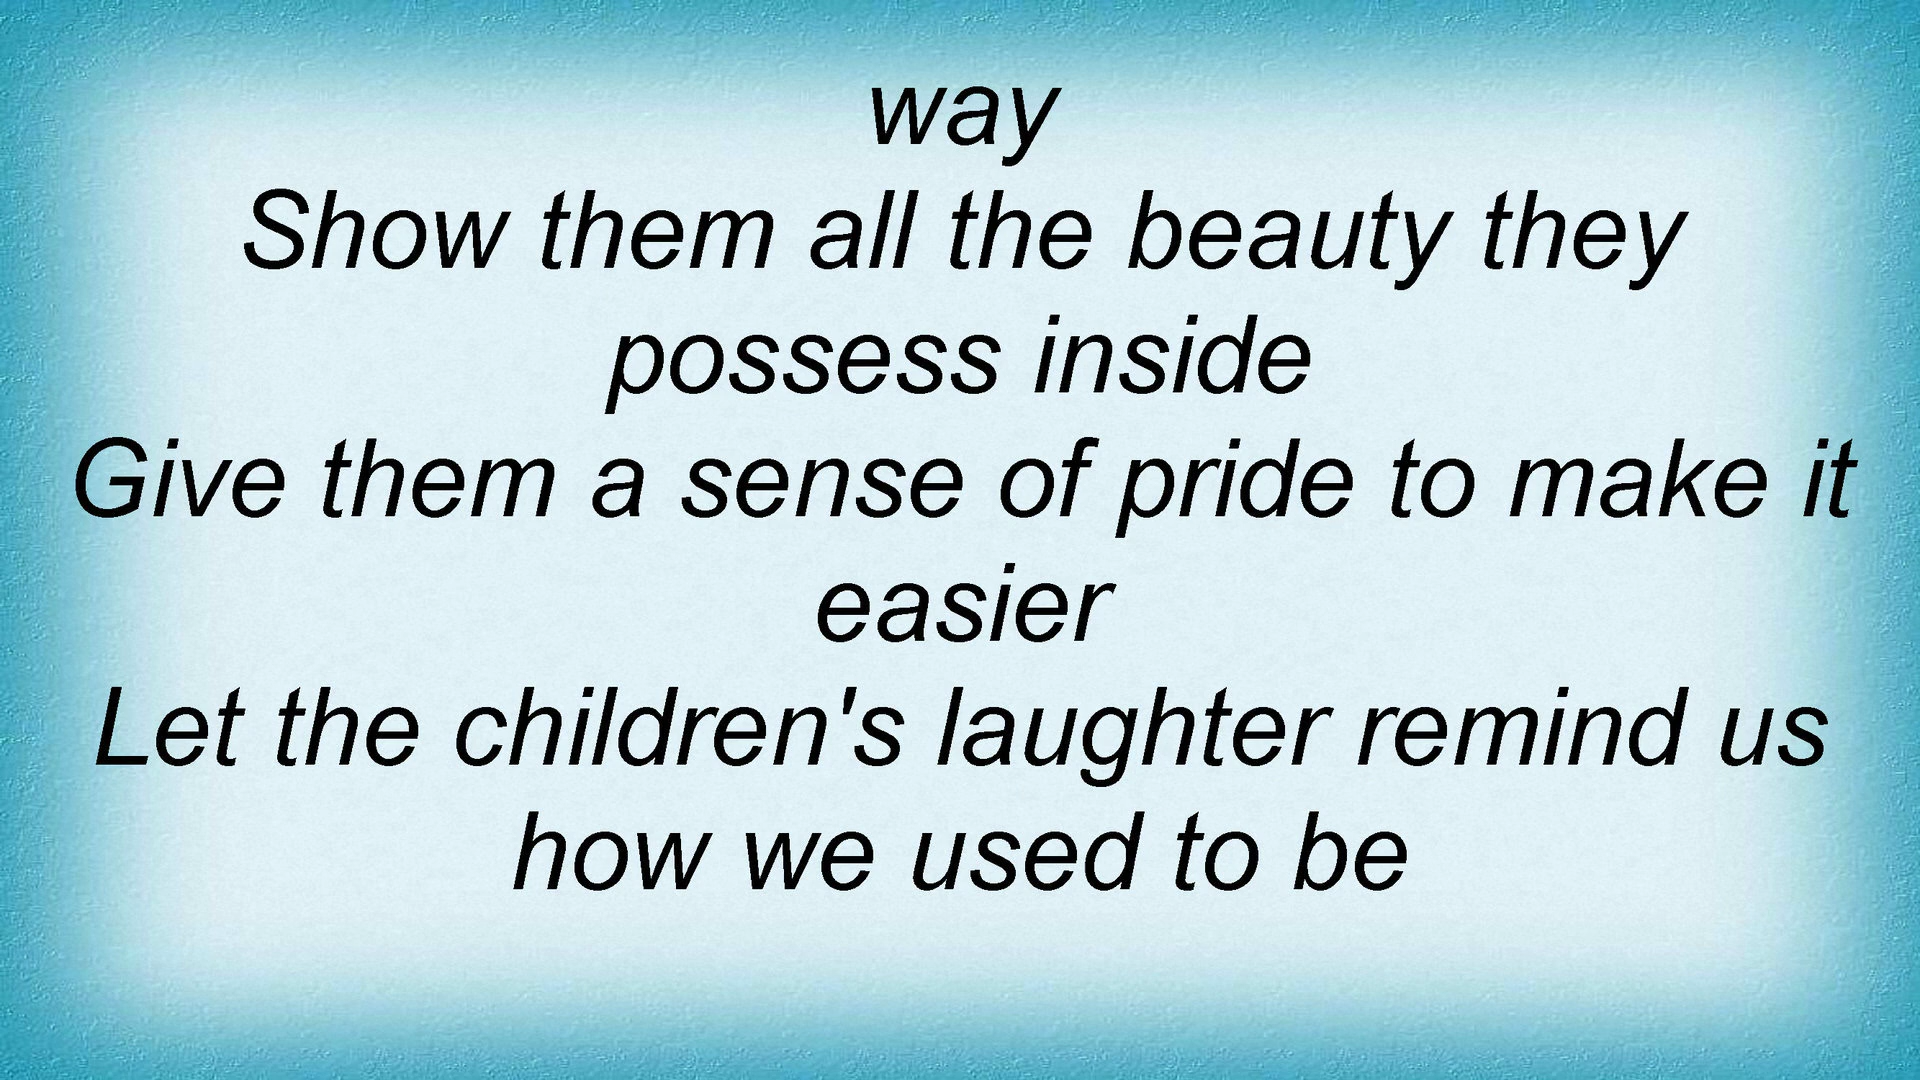 way
Show them all the beauty they
possess inside
Give them a sense of pride to make it
easier
Let the children's laughter remind us
how we used to be